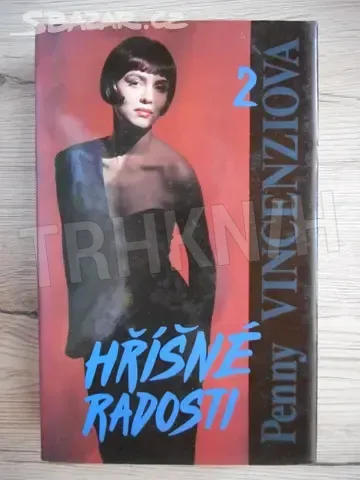 SBAZAR.CZ
2
Penny VINCENZIOVÁ
TRHKNIH
HŘÍŠNÉ
RADOSTI